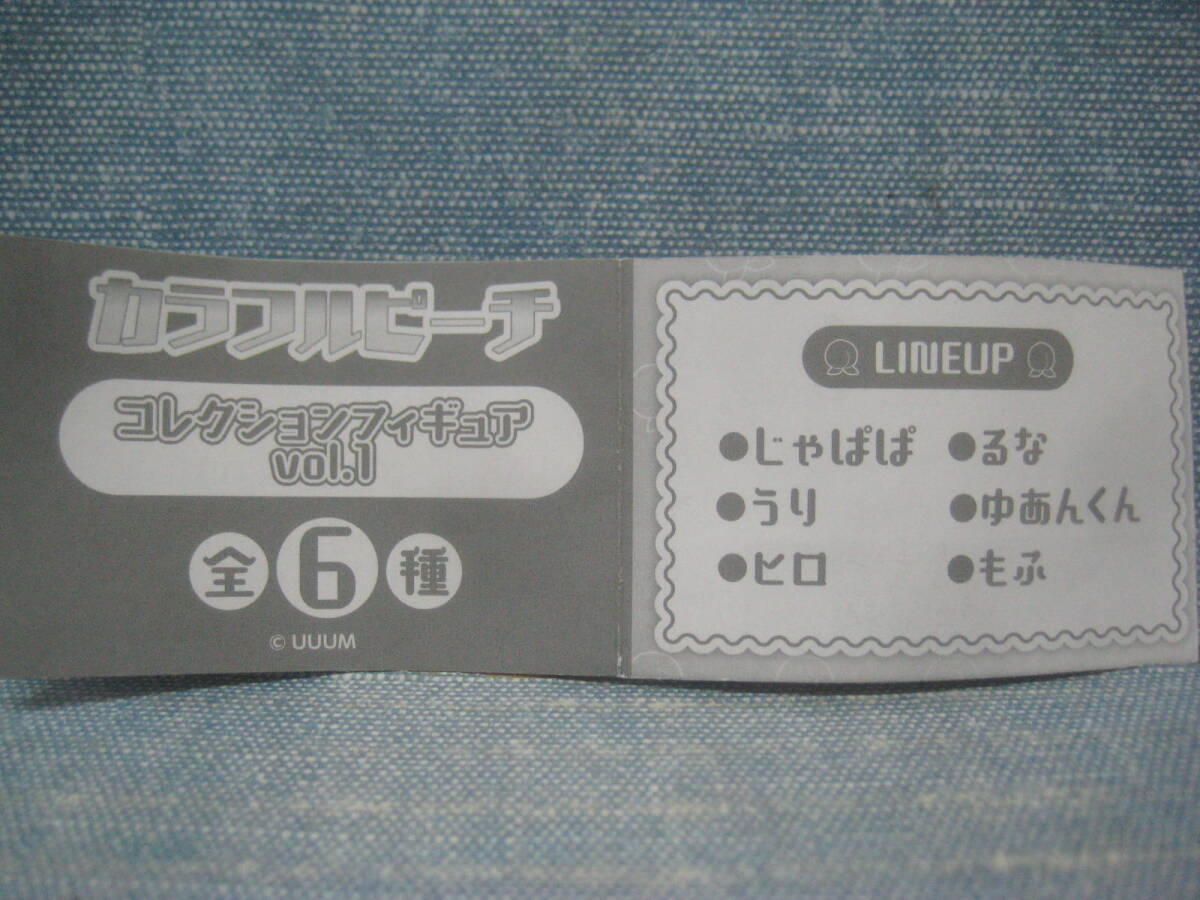 カラフルピーチ
コレクションフィギュア
vol.1
全6種
© UUUM
LINEUP
●じゃぱぱ ●るな
●うり ●ゆあんくん
●ヒロ ●もふ